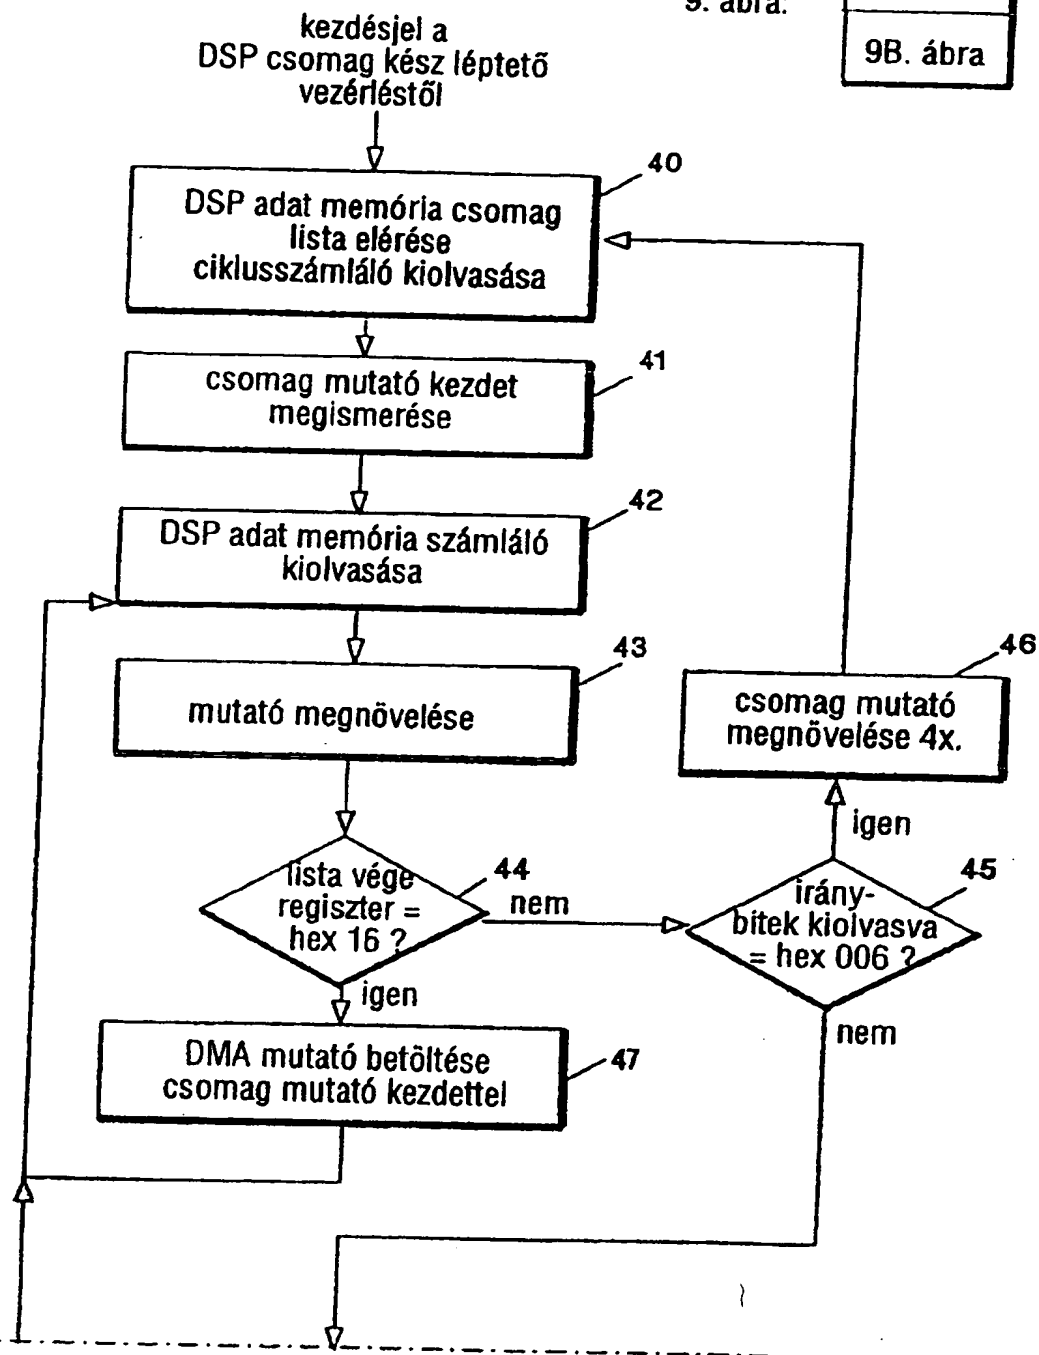 kezdésjel a
DSP csomag kész léptető
vezérléstől
9. ábra.
9B. ábra
40
DSP adat memória csomag
lista elérése
ciklusszámláló kiolvasása
41
csomag mutató kezdet
megismerése
42
DSP adat memória számláló
kiolvasása
43
mutató megnövelése
46
csomag mutató
megnövelése 4x.
igen
44
lista vége
regiszter =
hex 16 ?
nem
45
irány-
bitek kiolvasva
= hex 006 ?
igen
nem
DMA mutató betöltése
csomag mutató kezdettel
47